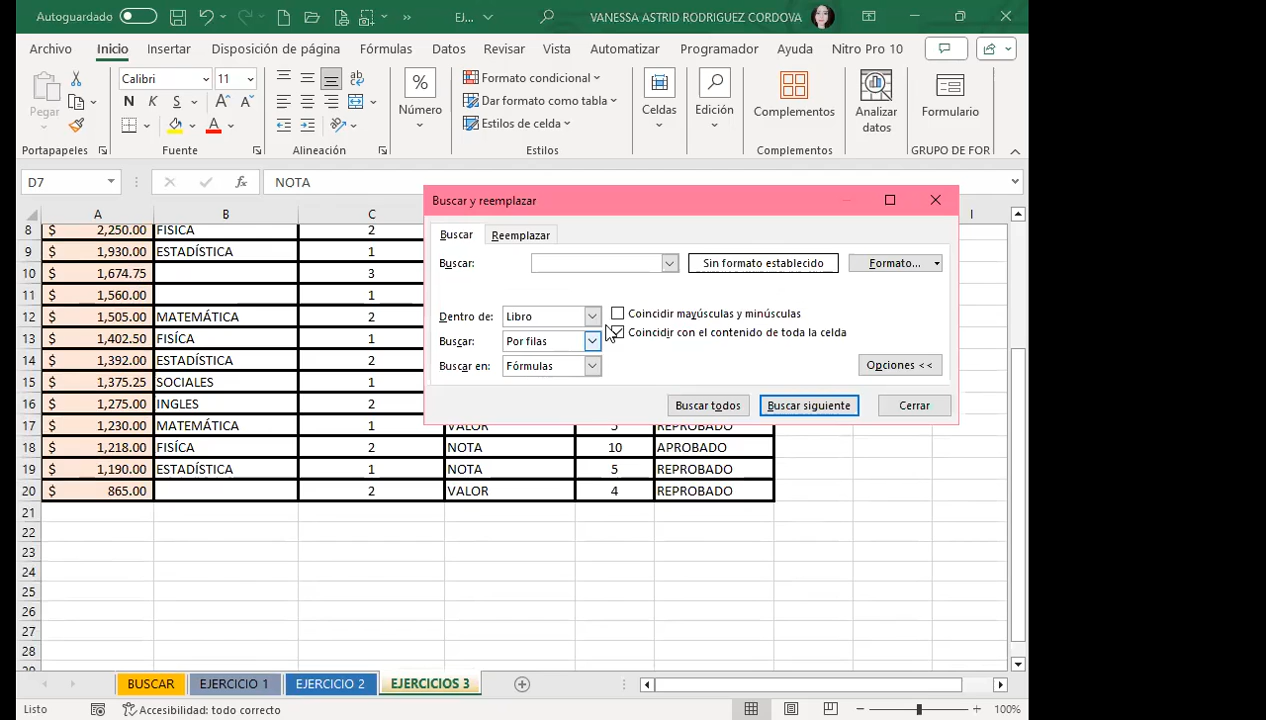 Autoguardado EJ... VANESSA ASTRID RODRIGUEZ CORDOVA
Archivo Inicio Insertar Disposición de página Fórmulas Datos Revisar Vista Automatizar Programador Ayuda Nitro Pro 10
Pegar Calibri 11 Número Formato condicional Dar formato como tabla Estilos de celda Celdas Edición Complementos Analizar datos Formulario
Portapapeles Fuente Alineación Estilos Complementos GRUPO DE FOR
D7 NOTA
Buscar y reemplazar
Buscar Reemplazar
Buscar: Sin formato establecido Formato...
Dentro de: Libro Coincidir mayúsculas y minúsculas
Buscar: Por filas Coincidir con el contenido de toda la celda
Buscar en: Fórmulas Opciones <<
Buscar todos Buscar siguiente Cerrar
A B C I
8 $ 2,250.00 FISICA 2
9 $ 1,930.00 ESTADÍSTICA 1
10 $ 1,674.75 3
11 $ 1,560.00 1
12 $ 1,505.00 MATEMÁTICA 2
13 $ 1,402.50 FISÍCA 1
14 $ 1,392.00 ESTADÍSTICA 2
15 $ 1,375.25 SOCIALES 1
16 $ 1,275.00 INGLES 2
17 $ 1,230.00 MATEMÁTICA 1 VALOR 5 REPROBADO
18 $ 1,218.00 FISÍCA 2 NOTA 10 APROBADO
19 $ 1,190.00 ESTADÍSTICA 1 NOTA 5 REPROBADO
20 $ 865.00 2 VALOR 4 REPROBADO
21
22
23
24
25
26
27
28
BUSCAR EJERCICIO 1 EJERCICIO 2 EJERCICIOS 3
Listo Accesibilidad: todo correcto 100%